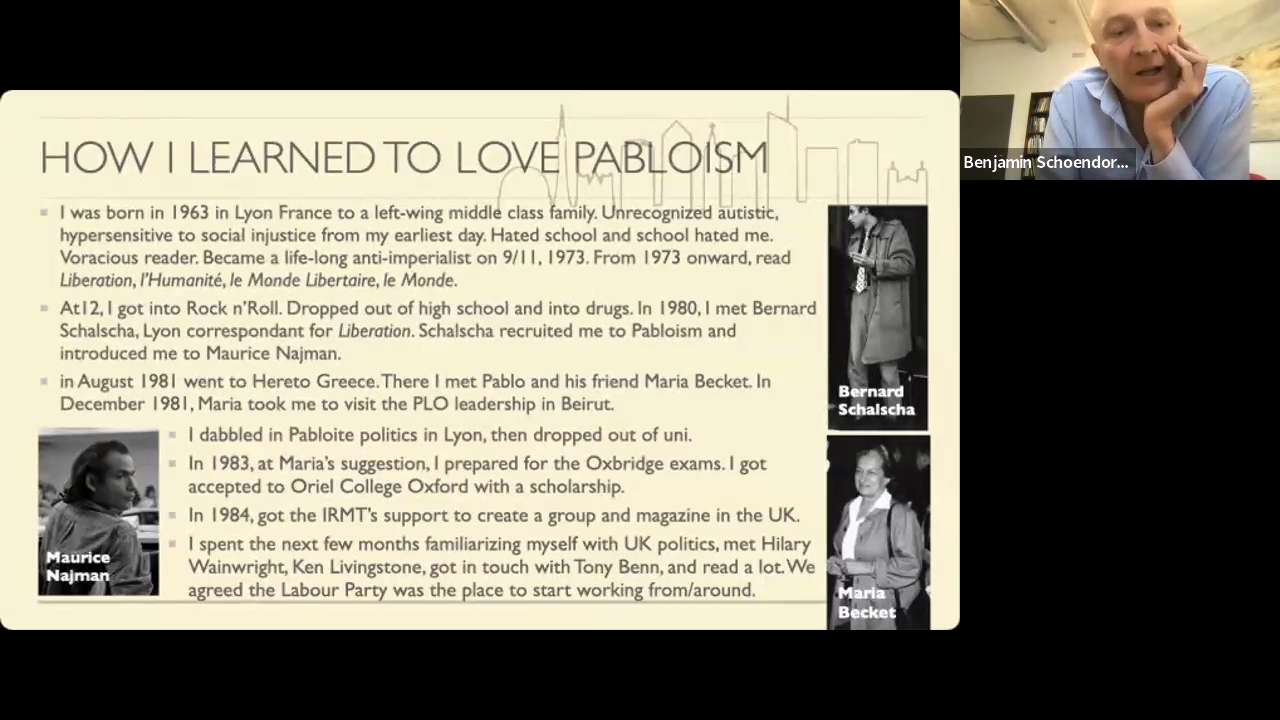 HOW I LEARNED TO LOVE PABLOISM
I was born in 1963 in Lyon France to a left-wing middle class family. Unrecognized autistic,
hypersensitive to social injustice from my earliest day. Hated school and school hated me.
Voracious reader. Became a life-long anti-imperialist on 9/11, 1973. From 1973 onward, read
Liberation, l'Humanité, le Monde Libertaire, le Monde.
At12, I got into Rock n'Roll. Dropped out of high school and into drugs. In 1980, I met Bernard
Schalscha, Lyon correspondant for Liberation. Schalscha recruited me to Pabloism and
introduced me to Maurice Najman.
in August 1981 went to Hereto Greece. There I met Pablo and his friend Maria Becket. In
December 1981, Maria took me to visit the PLO leadership in Beirut.
I dabbled in Pabloite politics in Lyon, then dropped out of uni.
In 1983, at Maria's suggestion, I prepared for the Oxbridge exams. I got
accepted to Oriel College Oxford with a scholarship.
In 1984, got the IRMT's support to create a group and magazine in the UK.
I spent the next few months familiarizing myself with UK politics, met Hilary
Wainwright, Ken Livingstone, got in touch with Tony Benn, and read a lot. We
agreed the Labour Party was the place to start working from/around.
Bernard
Schalscha
Maurice
Najman
Maria
Becket
Benjamin Schoendor...